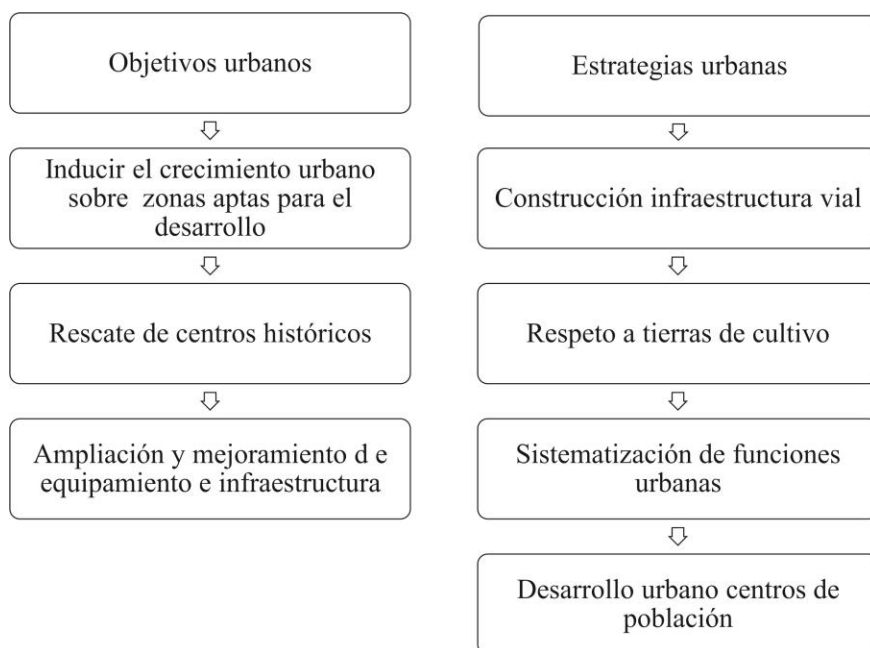 Objetivos urbanos
Inducir el crecimiento urbano
sobre zonas aptas para el
desarrollo
Rescate de centros históricos
Ampliación y mejoramiento d e
equipamiento e infraestructura
Estrategias urbanas
Construcción infraestructura vial
Respeto a tierras de cultivo
Sistematización de funciones
urbanas
Desarrollo urbano centros de
población